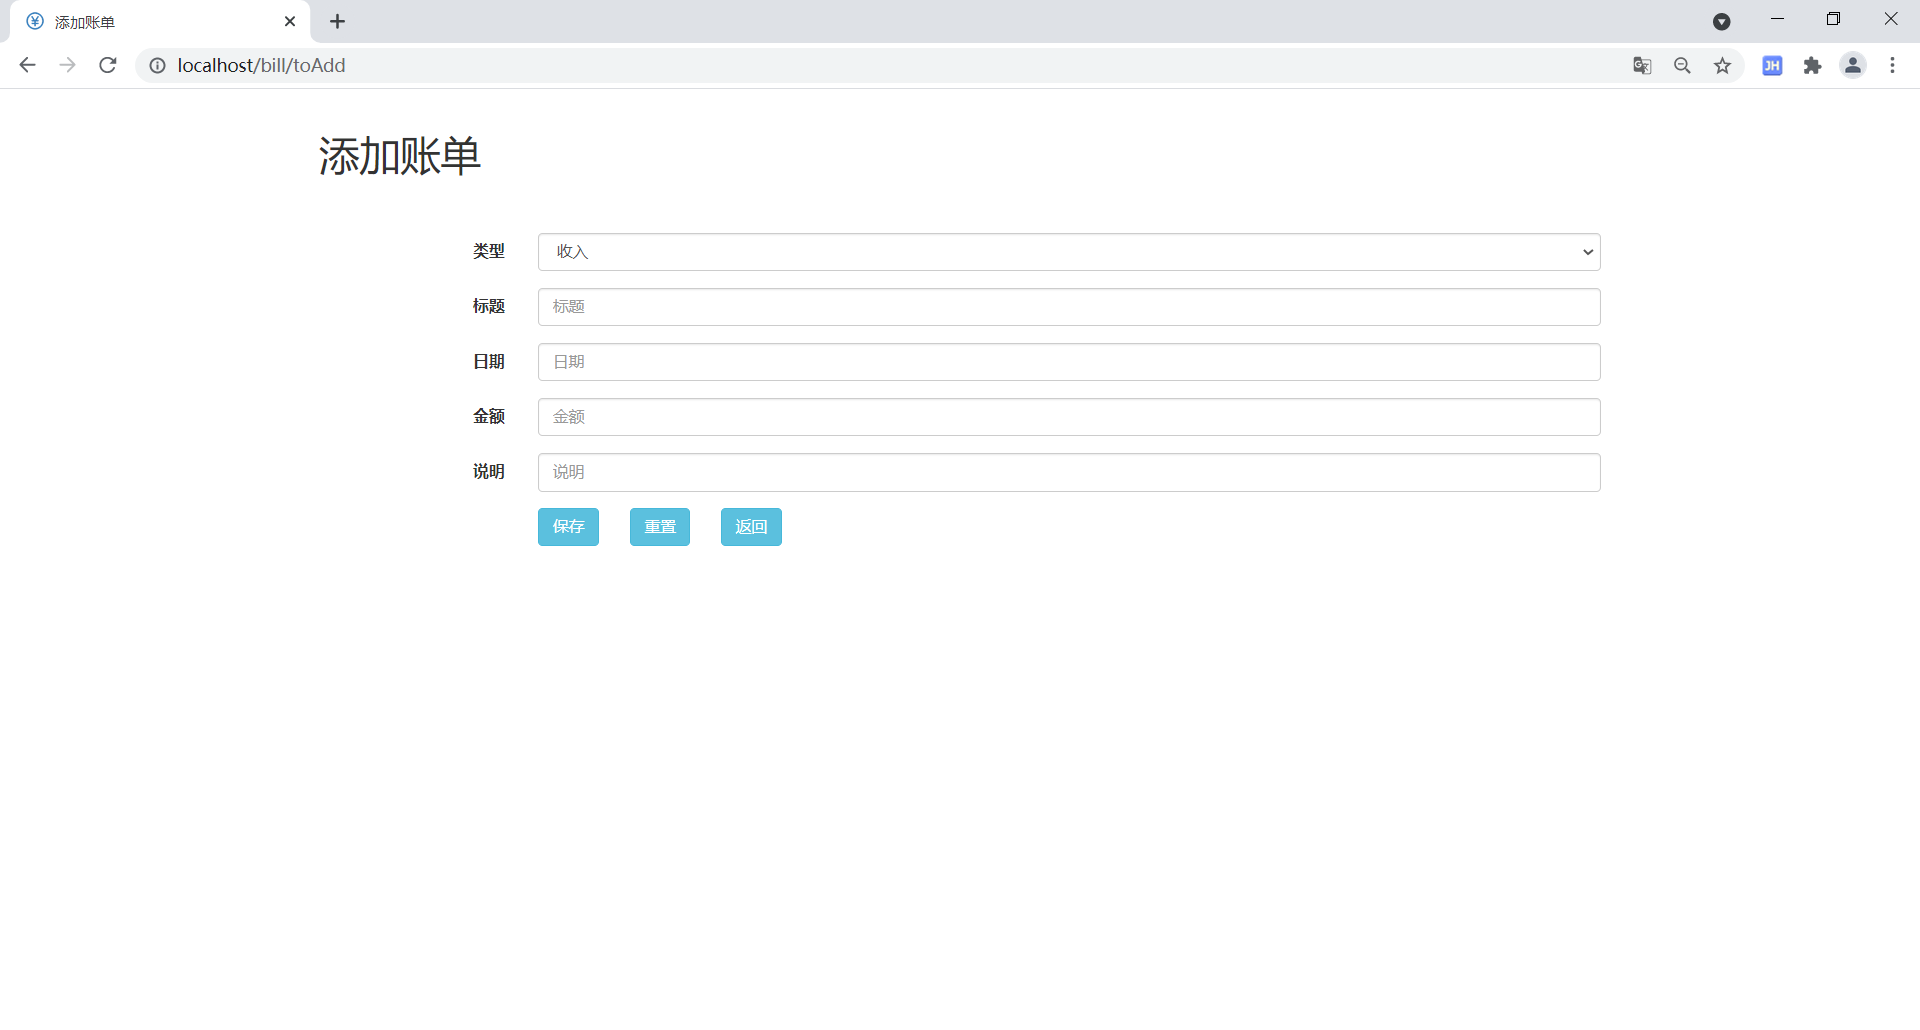 添加账单
localhost/bill/toAdd
JH
添加账单
类型 收入
标题 标题
日期 日期
金额 金额
说明 说明
保存 重置 返回